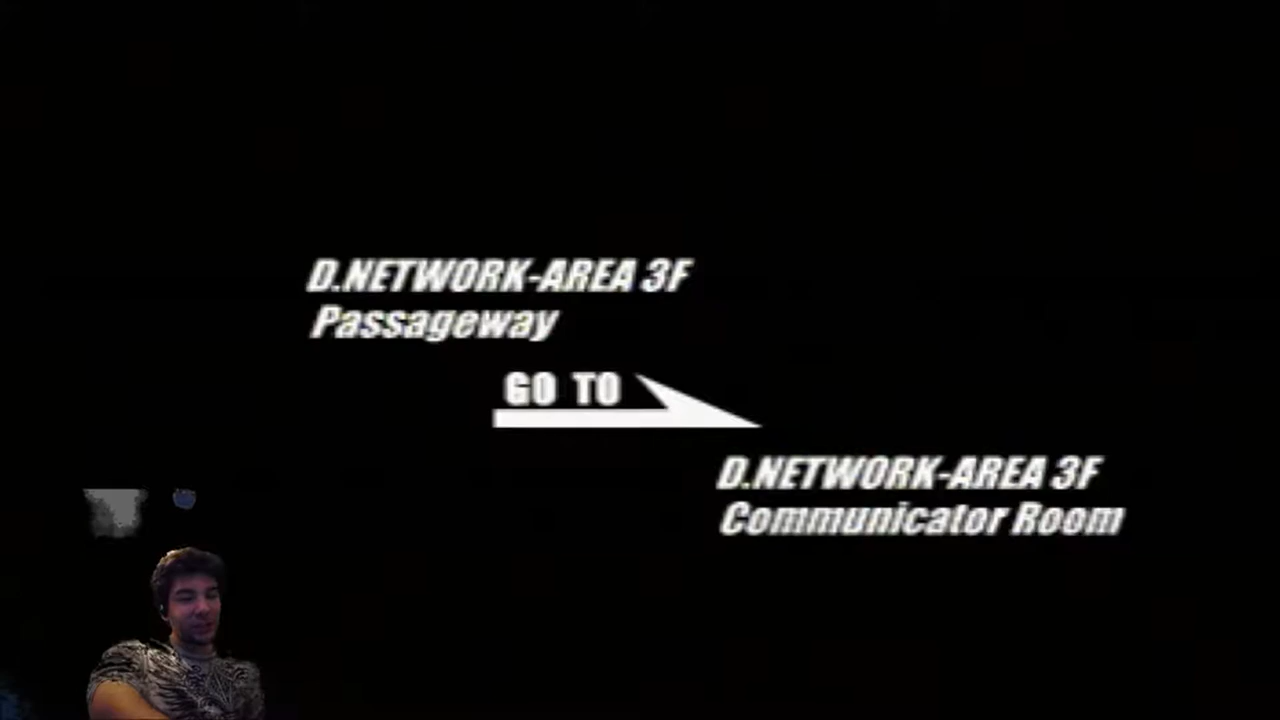 D.NETWORK-AREA 3F
Passageway
GO TO
D.NETWORK-AREA 3F
Communicator Room